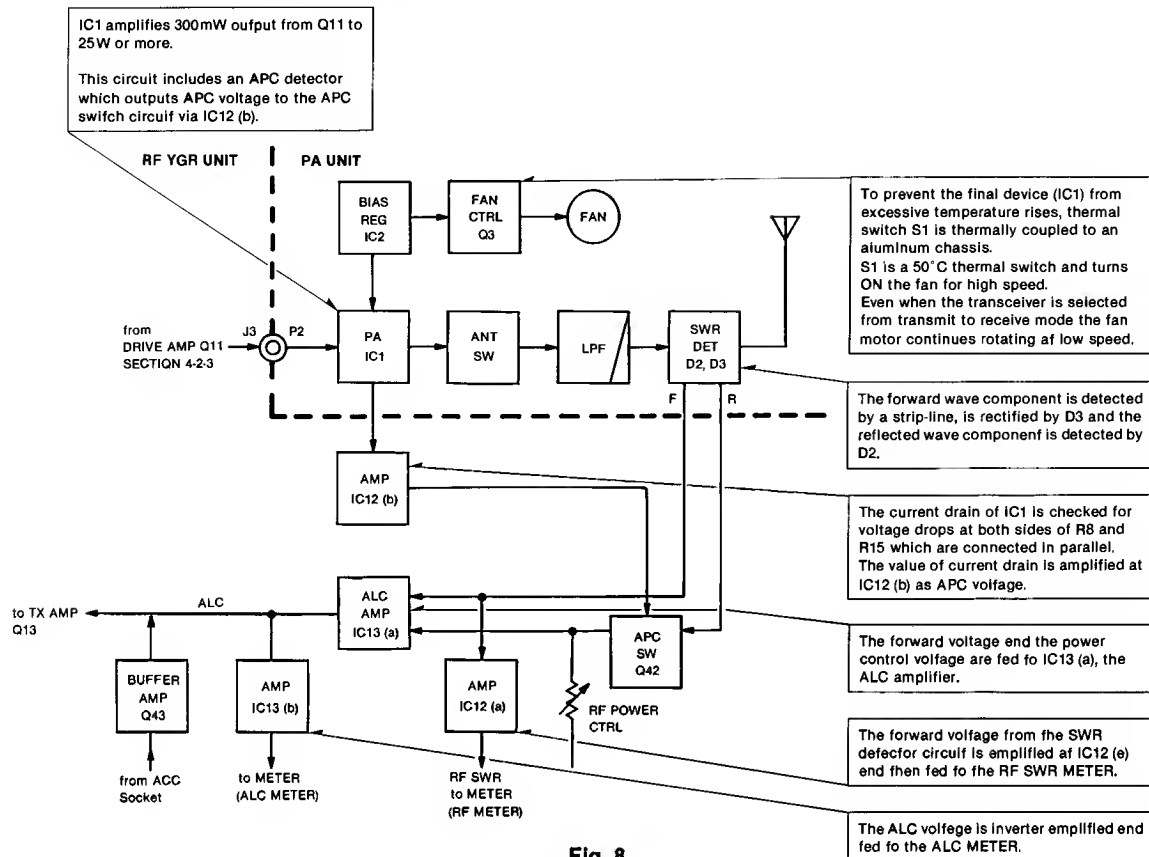 IC1 amplifies 300mW oufput from Q11 to
25W or more.
This circuit includes an APC detector
which outputs APC voltage to the APC
swifch circuif via IC12 (b).
RF YGR UNIT
PA UNIT
BIAS
REG
IC2
FAN
CTRL
Q3
FAN
To prevent the final device (IC1) from
excessive temperature rises, thermal
switch S1 is thermally coupled to an
aluminum chassis.
S1 is a 50°C thermal switch and turns
ON the fan for high speed.
Even when the transceiver is selected
from transmit to receive mode the fan
motor continues rotating af low speed.
from
DRIVE AMP Q11
SECTION 4-2-3
J3
P2
PA
IC1
ANT
SW
LPF
SWR
DET
D2, D3
F
R
The forward wave component is detected
by a strip-line, is rectified by D3 and the
reflected wave componenf is detected by
D2.
AMP
IC12 (b)
The current drain of IC1 is checked for
voltage drops at both sides of R8 and
R15 which are connected in parallel.
The value of current drain is amplified at
IC12 (b) as APC voifage.
to TX AMP
Q13
ALC
ALC
AMP
IC13 (a)
APC
SW
Q42
The forward voltage end the power
control volfage are fed fo IC13 (a), the
ALC amplifier.
BUFFER
AMP
Q43
AMP
IC13 (b)
AMP
IC12 (a)
RF POWER
CTRL
The forward voltage from the SWR
defecfor circuif is emplified af IC12 (e)
end then fed fo the RF SWR METER.
from ACC
Socket
to METER
(ALC METER)
RF SWR
to METER
(RF METER)
The ALC volfege is inverter emplified end
fed fo the ALC METER.
Fig. 8